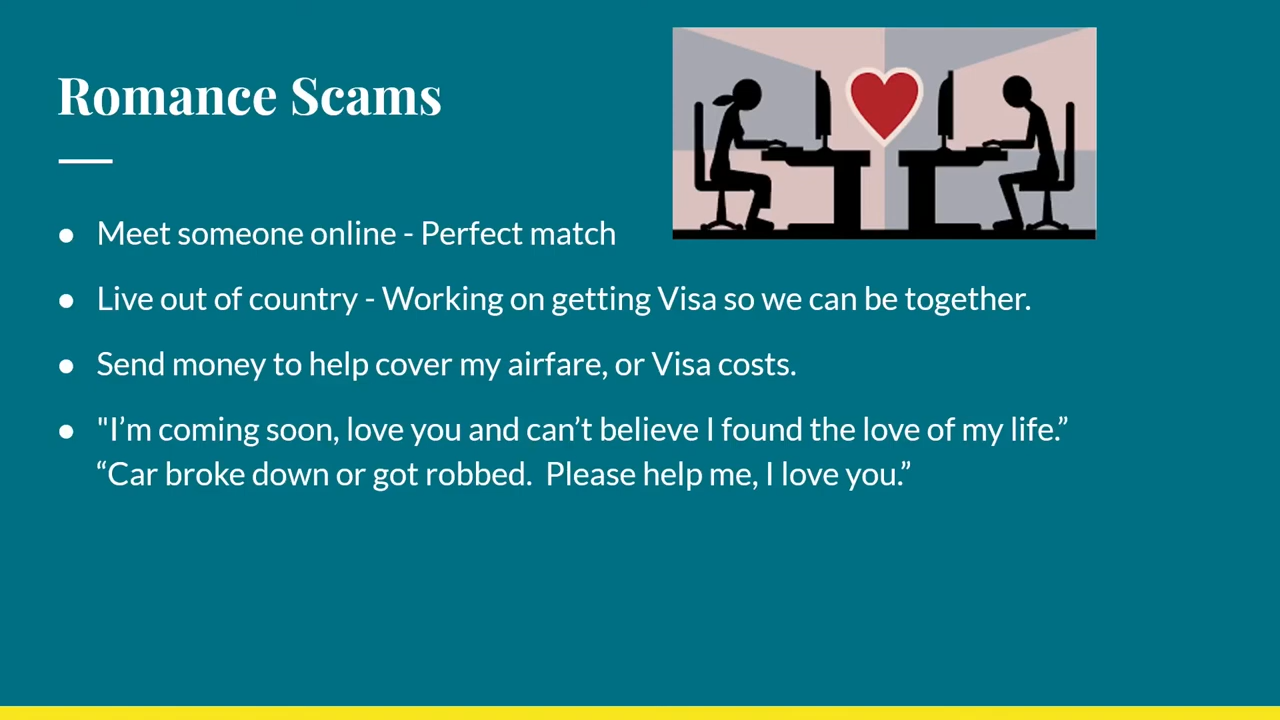 Romance Scams
● Meet someone online - Perfect match
● Live out of country - Working on getting Visa so we can be together.
● Send money to help cover my airfare, or Visa costs.
● "I’m coming soon, love you and can’t believe I found the love of my life.”
“Car broke down or got robbed.  Please help me, I love you.”